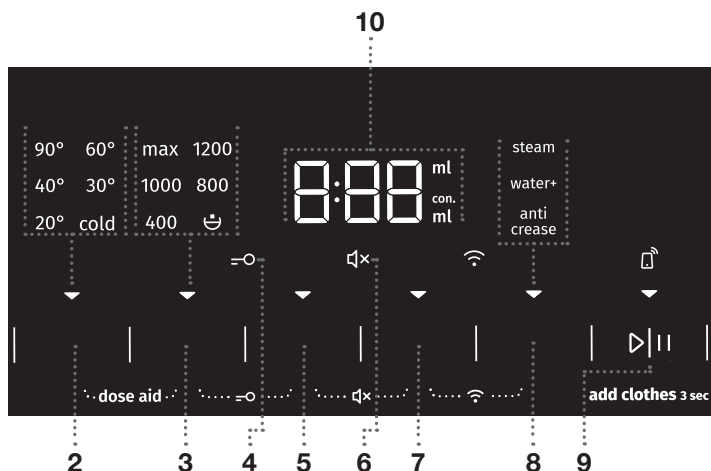 10
90° 60° max 1200 8:88 ml steam
40° 30° 1000 800 con. water+
20° cold 400 ml anti
crease
dose aid add clothes 3 sec
2 3 4 5 6 7 8 9